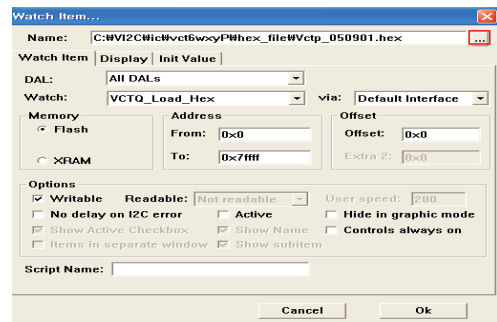 Watch Item...
Name: C:₩VI2C₩ic₩vct6wxyP₩hex_file₩Vctp_050901.hex ...
Watch Item Display Init Value
DAL: All DALs
Watch: VCTQ_Load_Hex via: Default Interface
Memory Address Offset
Flash From: 0x0 Offset: 0x0
XRAM To: 0x7ffff Extra 2: 0x0
Options
Writable Readable: Not readable User speed: 200
No delay on I2C error Active Hide in graphic mode
Show Active Checkbox Show Name Controls always on
Items in separate window Show subitem
Script Name:
Cancel Ok